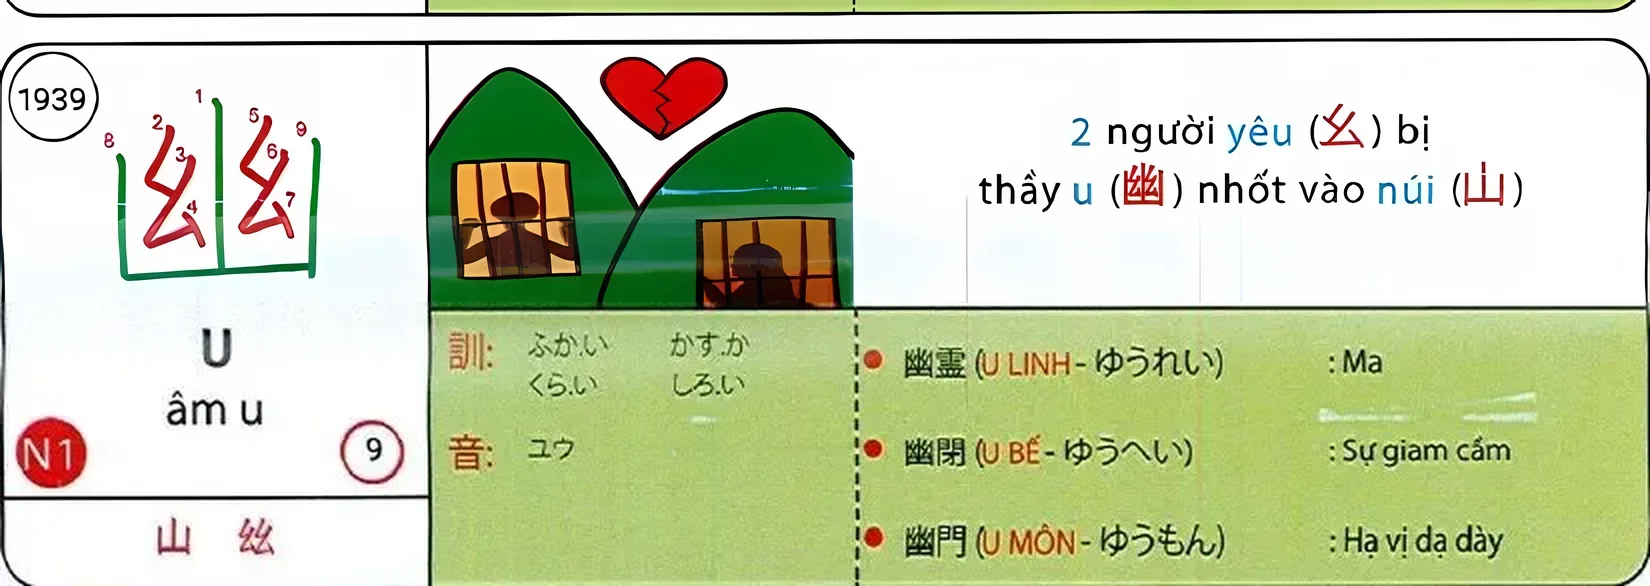 1939
1
2
3
4
5
6
7
8
9
U
âm u
N1
9
山 𢆶
2 người yêu (幺) bị
thầy u (幽) nhốt vào núi (山)
訓: ふか.い かす.か
くら.い しろ.い
音: ユウ
幽霊 (U LINH - ゆうれい) : Ma
幽閉 (U BẾ - ゆうへい) : Sự giam cầm
幽門 (U MÔN - ゆうもん) : Hạ vị dạ dày